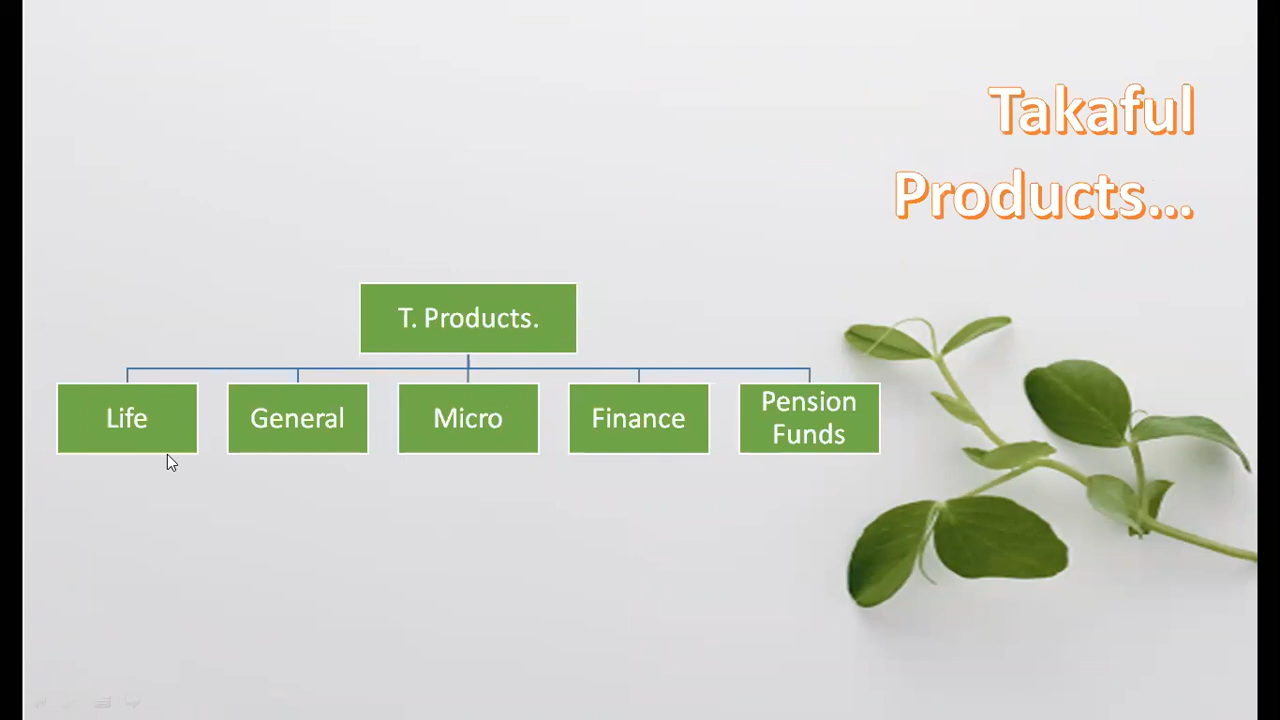 Takaful
Products...
T. Products.
Life
General
Micro
Finance
Pension
Funds